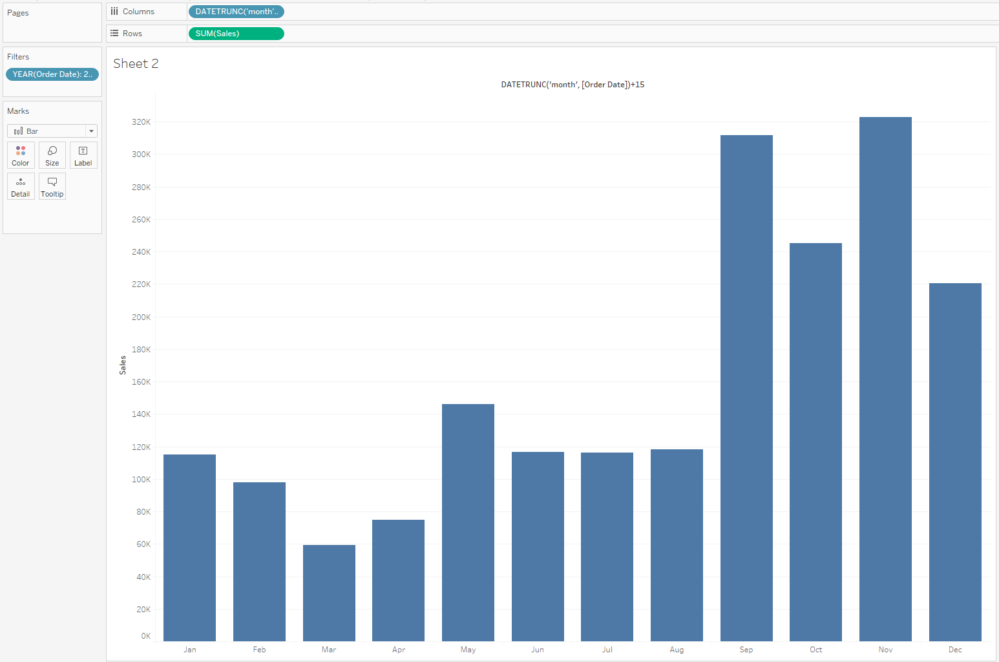 Pages
Columns
DATETRUNC('month'..
Rows
SUM(Sales)
Filters
YEAR(Order Date): 2..
Marks
Bar
Color
Size
Label
T
Detail
Tooltip
Sheet 2
DATETRUNC('month', [Order Date])+15
Sales
320K
300K
280K
260K
240K
220K
200K
180K
160K
140K
120K
100K
80K
60K
40K
20K
0K
Jan Feb Mar Apr May Jun Jul Aug Sep Oct Nov Dec